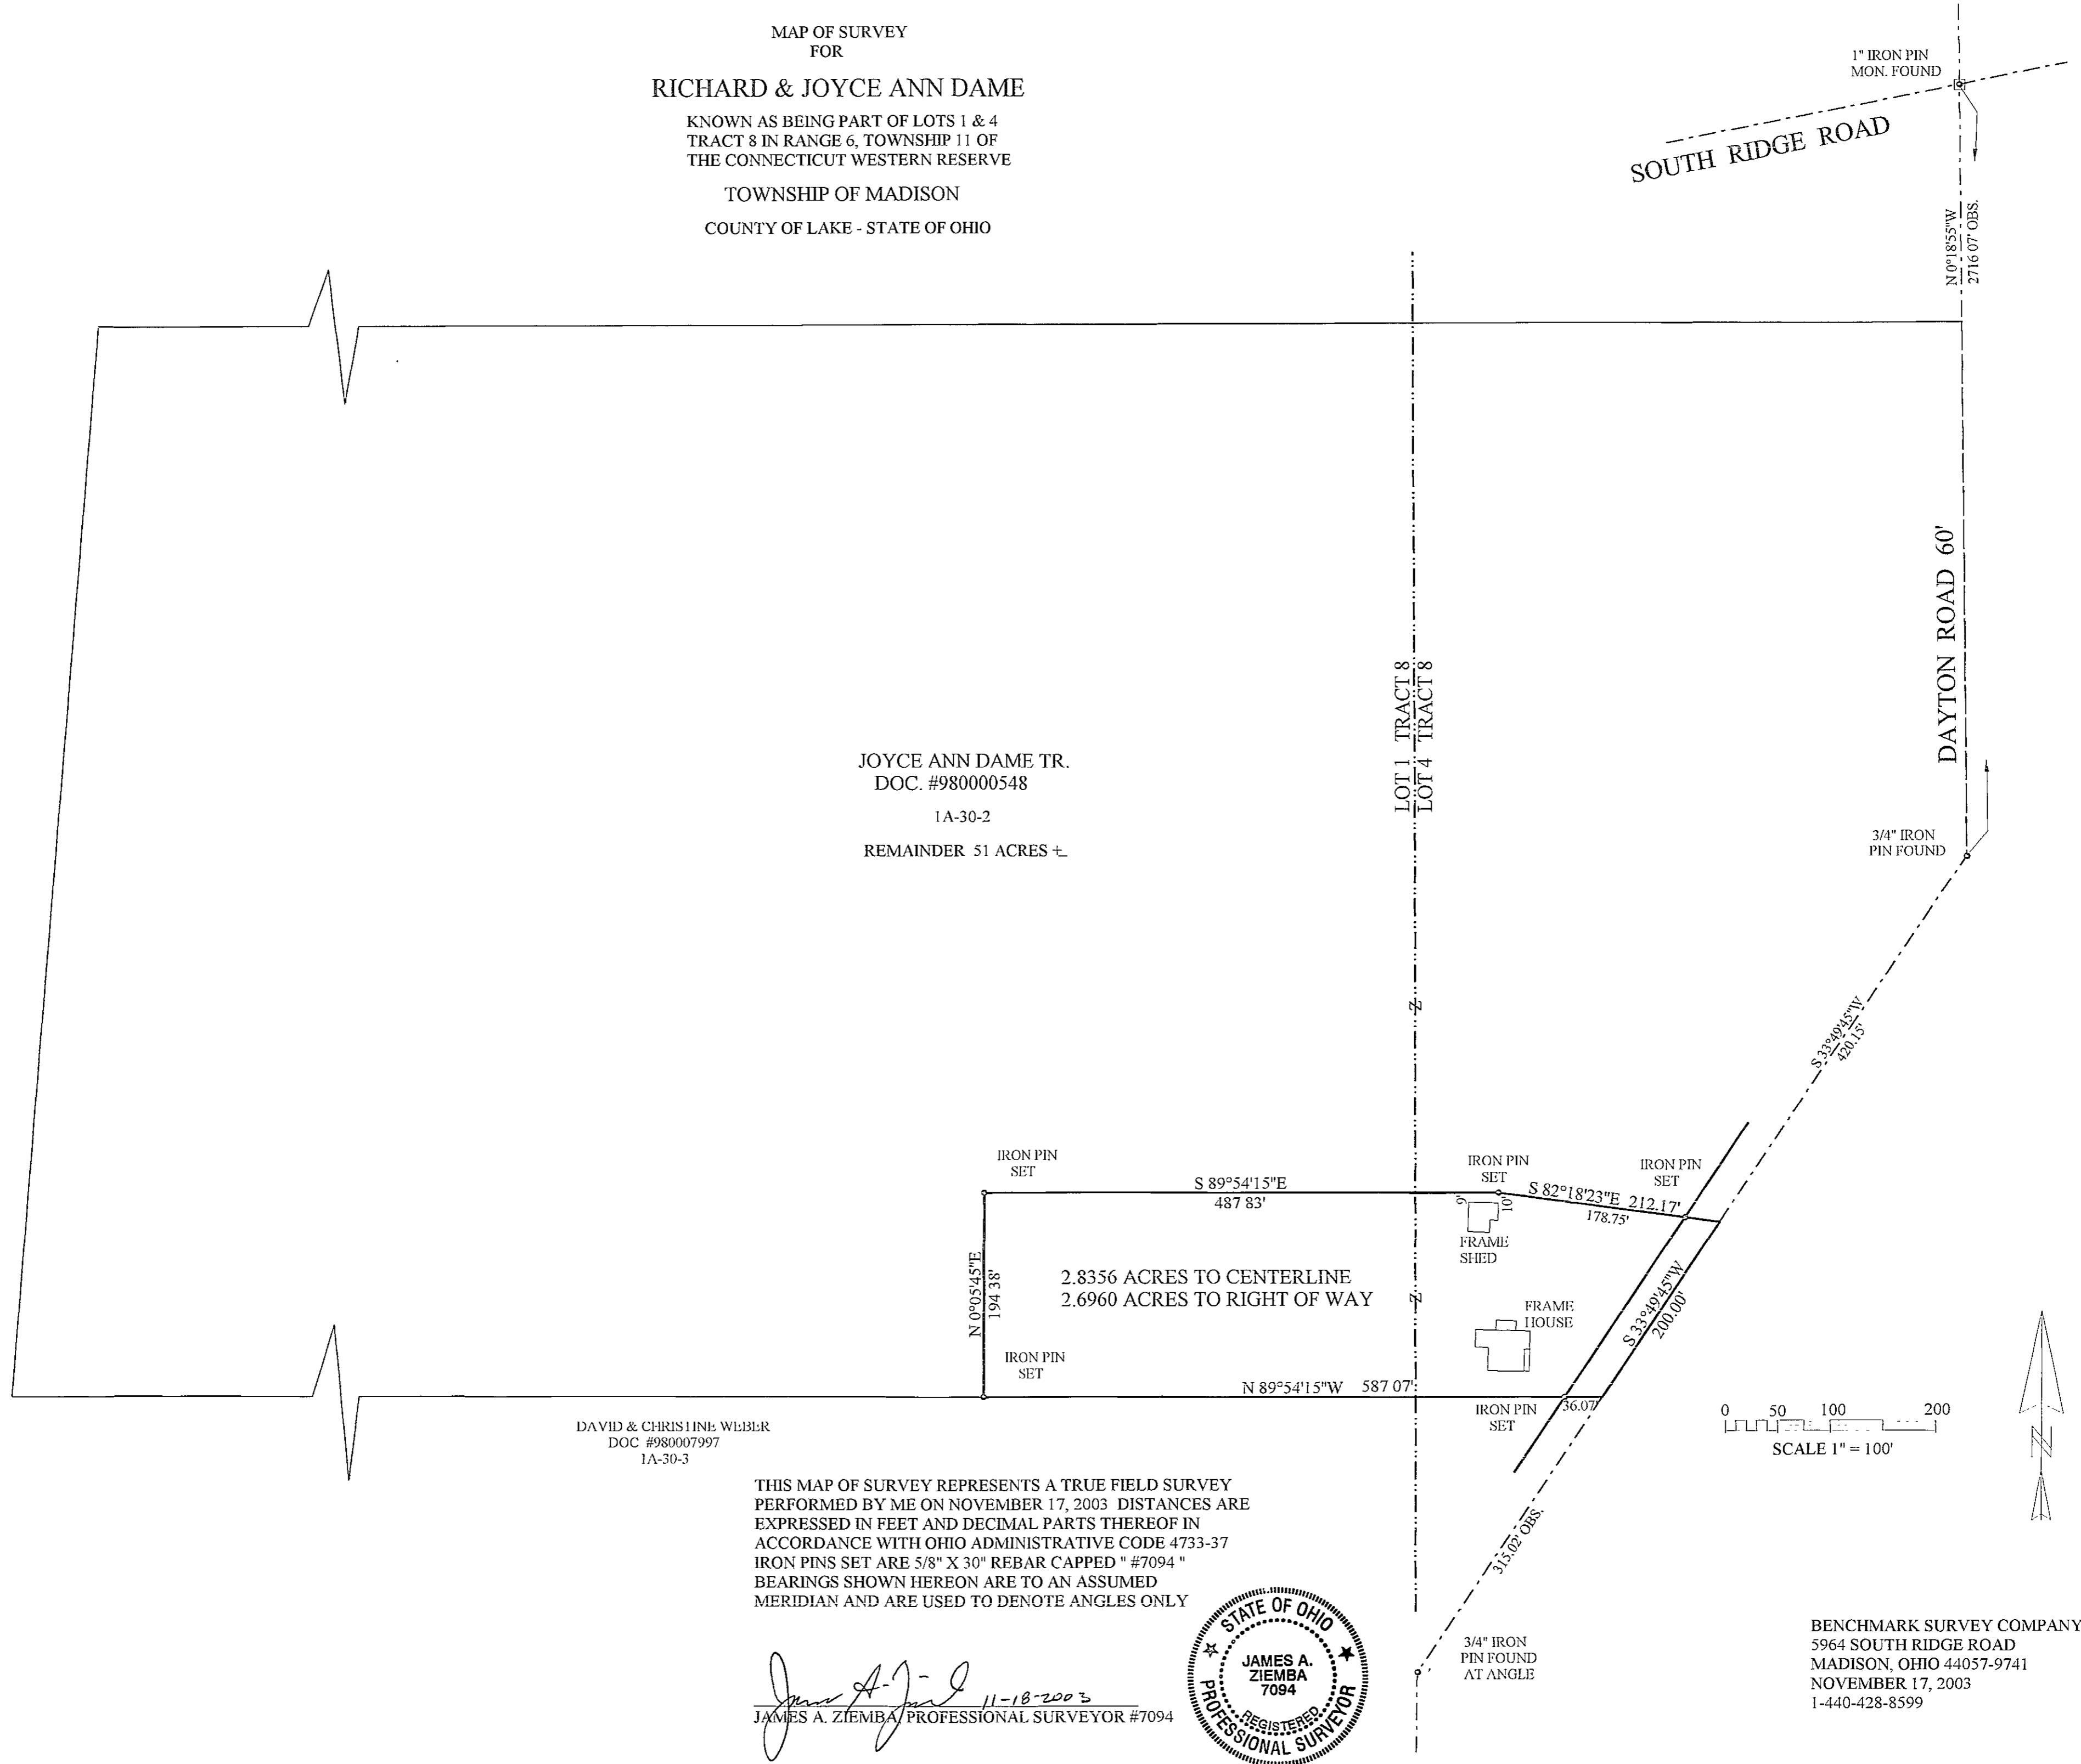 MAP OF SURVEY
FOR
RICHARD & JOYCE ANN DAME
KNOWN AS BEING PART OF LOTS 1 & 4
TRACT 8 IN RANGE 6, TOWNSHIP 11 OF
THE CONNECTICUT WESTERN RESERVE
TOWNSHIP OF MADISON
COUNTY OF LAKE - STATE OF OHIO
1" IRON PIN
MON. FOUND
SOUTH RIDGE ROAD
N 0°18'55"W
2716 07' OBS.
DAYTON ROAD 60'
LOT 1 TRACT 8
LOT 4 TRACT 8
JOYCE ANN DAME TR.
DOC. #980000548
1A-30-2
REMAINDER 51 ACRES ±
3/4" IRON
PIN FOUND
S 33°49'45"W
420.15'
Z
IRON PIN
SET
S 89°54'15"E
487 83'
IRON PIN
SET
S 82°18'23"E 212.17'
178.75'
IRON PIN
SET
9'
10'
FRAME
SHED
N 0°05'45"E
194 38'
2.8356 ACRES TO CENTERLINE
2.6960 ACRES TO RIGHT OF WAY
Z
FRAME
HOUSE
S 33°49'45"W
200.00'
IRON PIN
SET
N 89°54'15"W 587 07'
IRON PIN
SET
36.07'
DAVID & CHRISTINE WEBER
DOC #980007997
1A-30-3
0 50 100 200
SCALE 1" = 100'
N
THIS MAP OF SURVEY REPRESENTS A TRUE FIELD SURVEY
PERFORMED BY ME ON NOVEMBER 17, 2003 DISTANCES ARE
EXPRESSED IN FEET AND DECIMAL PARTS THEREOF IN
ACCORDANCE WITH OHIO ADMINISTRATIVE CODE 4733-37
IRON PINS SET ARE 5/8" X 30" REBAR CAPPED " #7094 "
BEARINGS SHOWN HEREON ARE TO AN ASSUMED
MERIDIAN AND ARE USED TO DENOTE ANGLES ONLY
315.02' OBS.
3/4" IRON
PIN FOUND
AT ANGLE
11-18-2003
JAMES A. ZIEMBA, PROFESSIONAL SURVEYOR #7094
STATE OF OHIO
JAMES A.
ZIEMBA
7094
REGISTERED
PROFESSIONAL SURVEYOR
BENCHMARK SURVEY COMPANY
5964 SOUTH RIDGE ROAD
MADISON, OHIO 44057-9741
NOVEMBER 17, 2003
1-440-428-8599